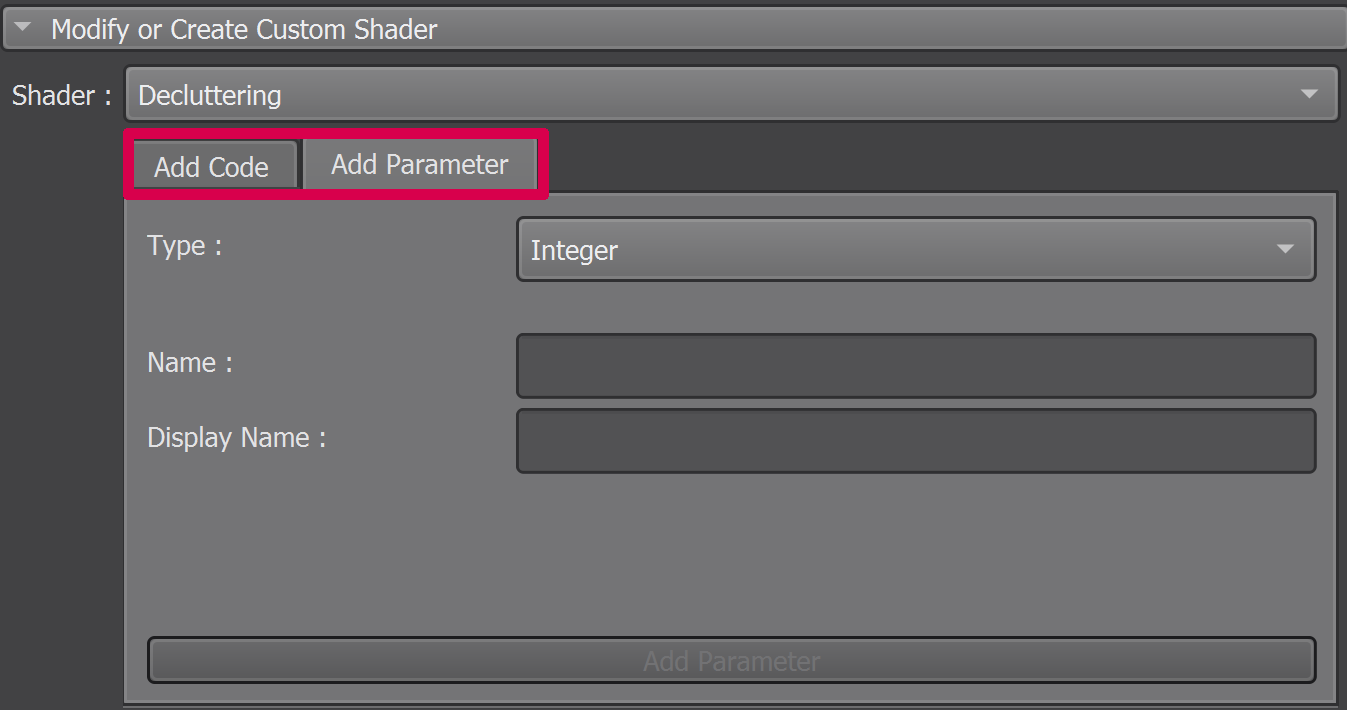 Modify or Create Custom Shader
Shader : Decluttering
Add Code Add Parameter
Type : Integer
Name :
Display Name :
Add Parameter